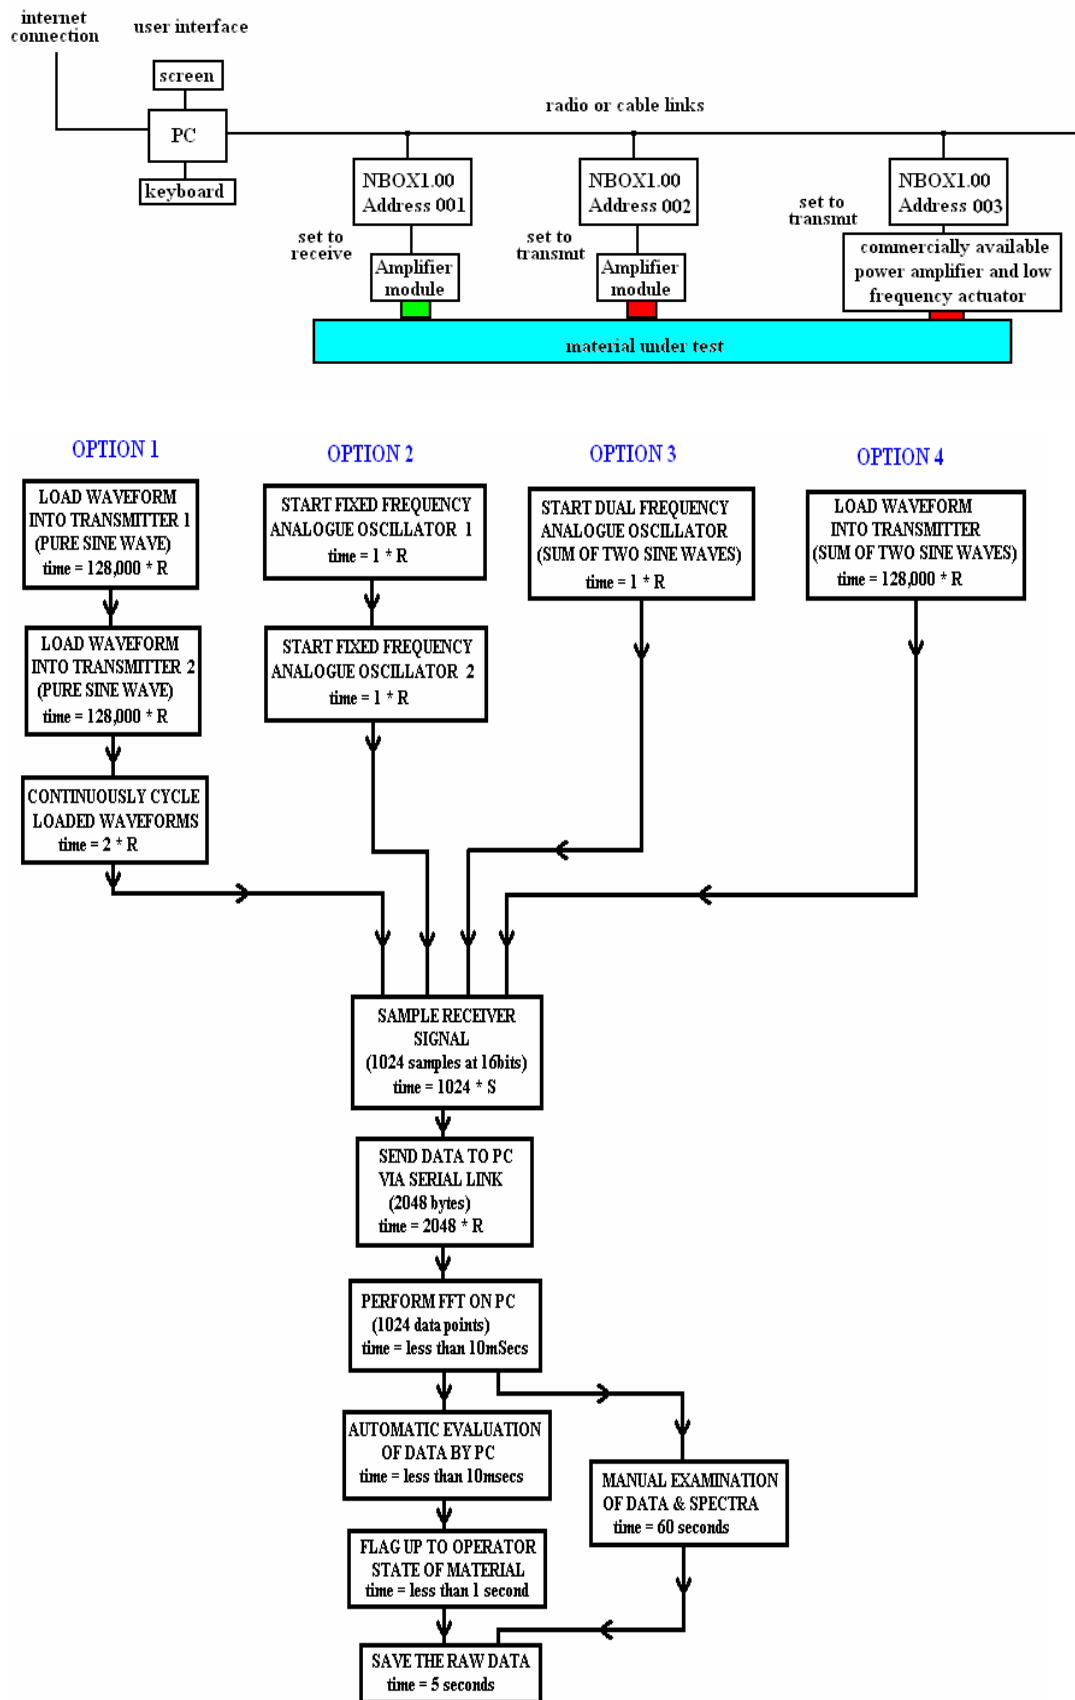 internet
connection
user interface
screen
PC
keyboard
radio or cable links
NBOX1.00
Address 001
NBOX1.00
Address 002
NBOX1.00
Address 003
set to
receive
set to
transmit
set to
transmit
Amplifier
module
Amplifier
module
commercially available
power amplifier and low
frequency actuator
material under test
OPTION 1
OPTION 2
OPTION 3
OPTION 4
LOAD WAVEFORM
INTO TRANSMITTER 1
(PURE SINE WAVE)
time = 128,000 * R
LOAD WAVEFORM
INTO TRANSMITTER 2
(PURE SINE WAVE)
time = 128,000 * R
CONTINUOUSLY CYCLE
LOADED WAVEFORMS
time = 2 * R
START FIXED FREQUENCY
ANALOGUE OSCILLATOR 1
time = 1 * R
START FIXED FREQUENCY
ANALOGUE OSCILLATOR 2
time = 1 * R
START DUAL FREQUENCY
ANALOGUE OSCILLATOR
(SUM OF TWO SINE WAVES)
time = 1 * R
LOAD WAVEFORM
INTO TRANSMITTER
(SUM OF TWO SINE WAVES)
time = 128,000 * R
SAMPLE RECEIVER
SIGNAL
(1024 samples at 16bits)
time = 1024 * S
SEND DATA TO PC
VIA SERIAL LINK
(2048 bytes)
time = 2048 * R
PERFORM FFT ON PC
(1024 data points)
time = less than 10mSecs
AUTOMATIC EVALUATION
OF DATA BY PC
time = less than 10msecs
MANUAL EXAMINATION
OF DATA & SPECTRA
time = 60 seconds
FLAG UP TO OPERATOR
STATE OF MATERIAL
time = less than 1 second
SAVE THE RAW DATA
time = 5 seconds